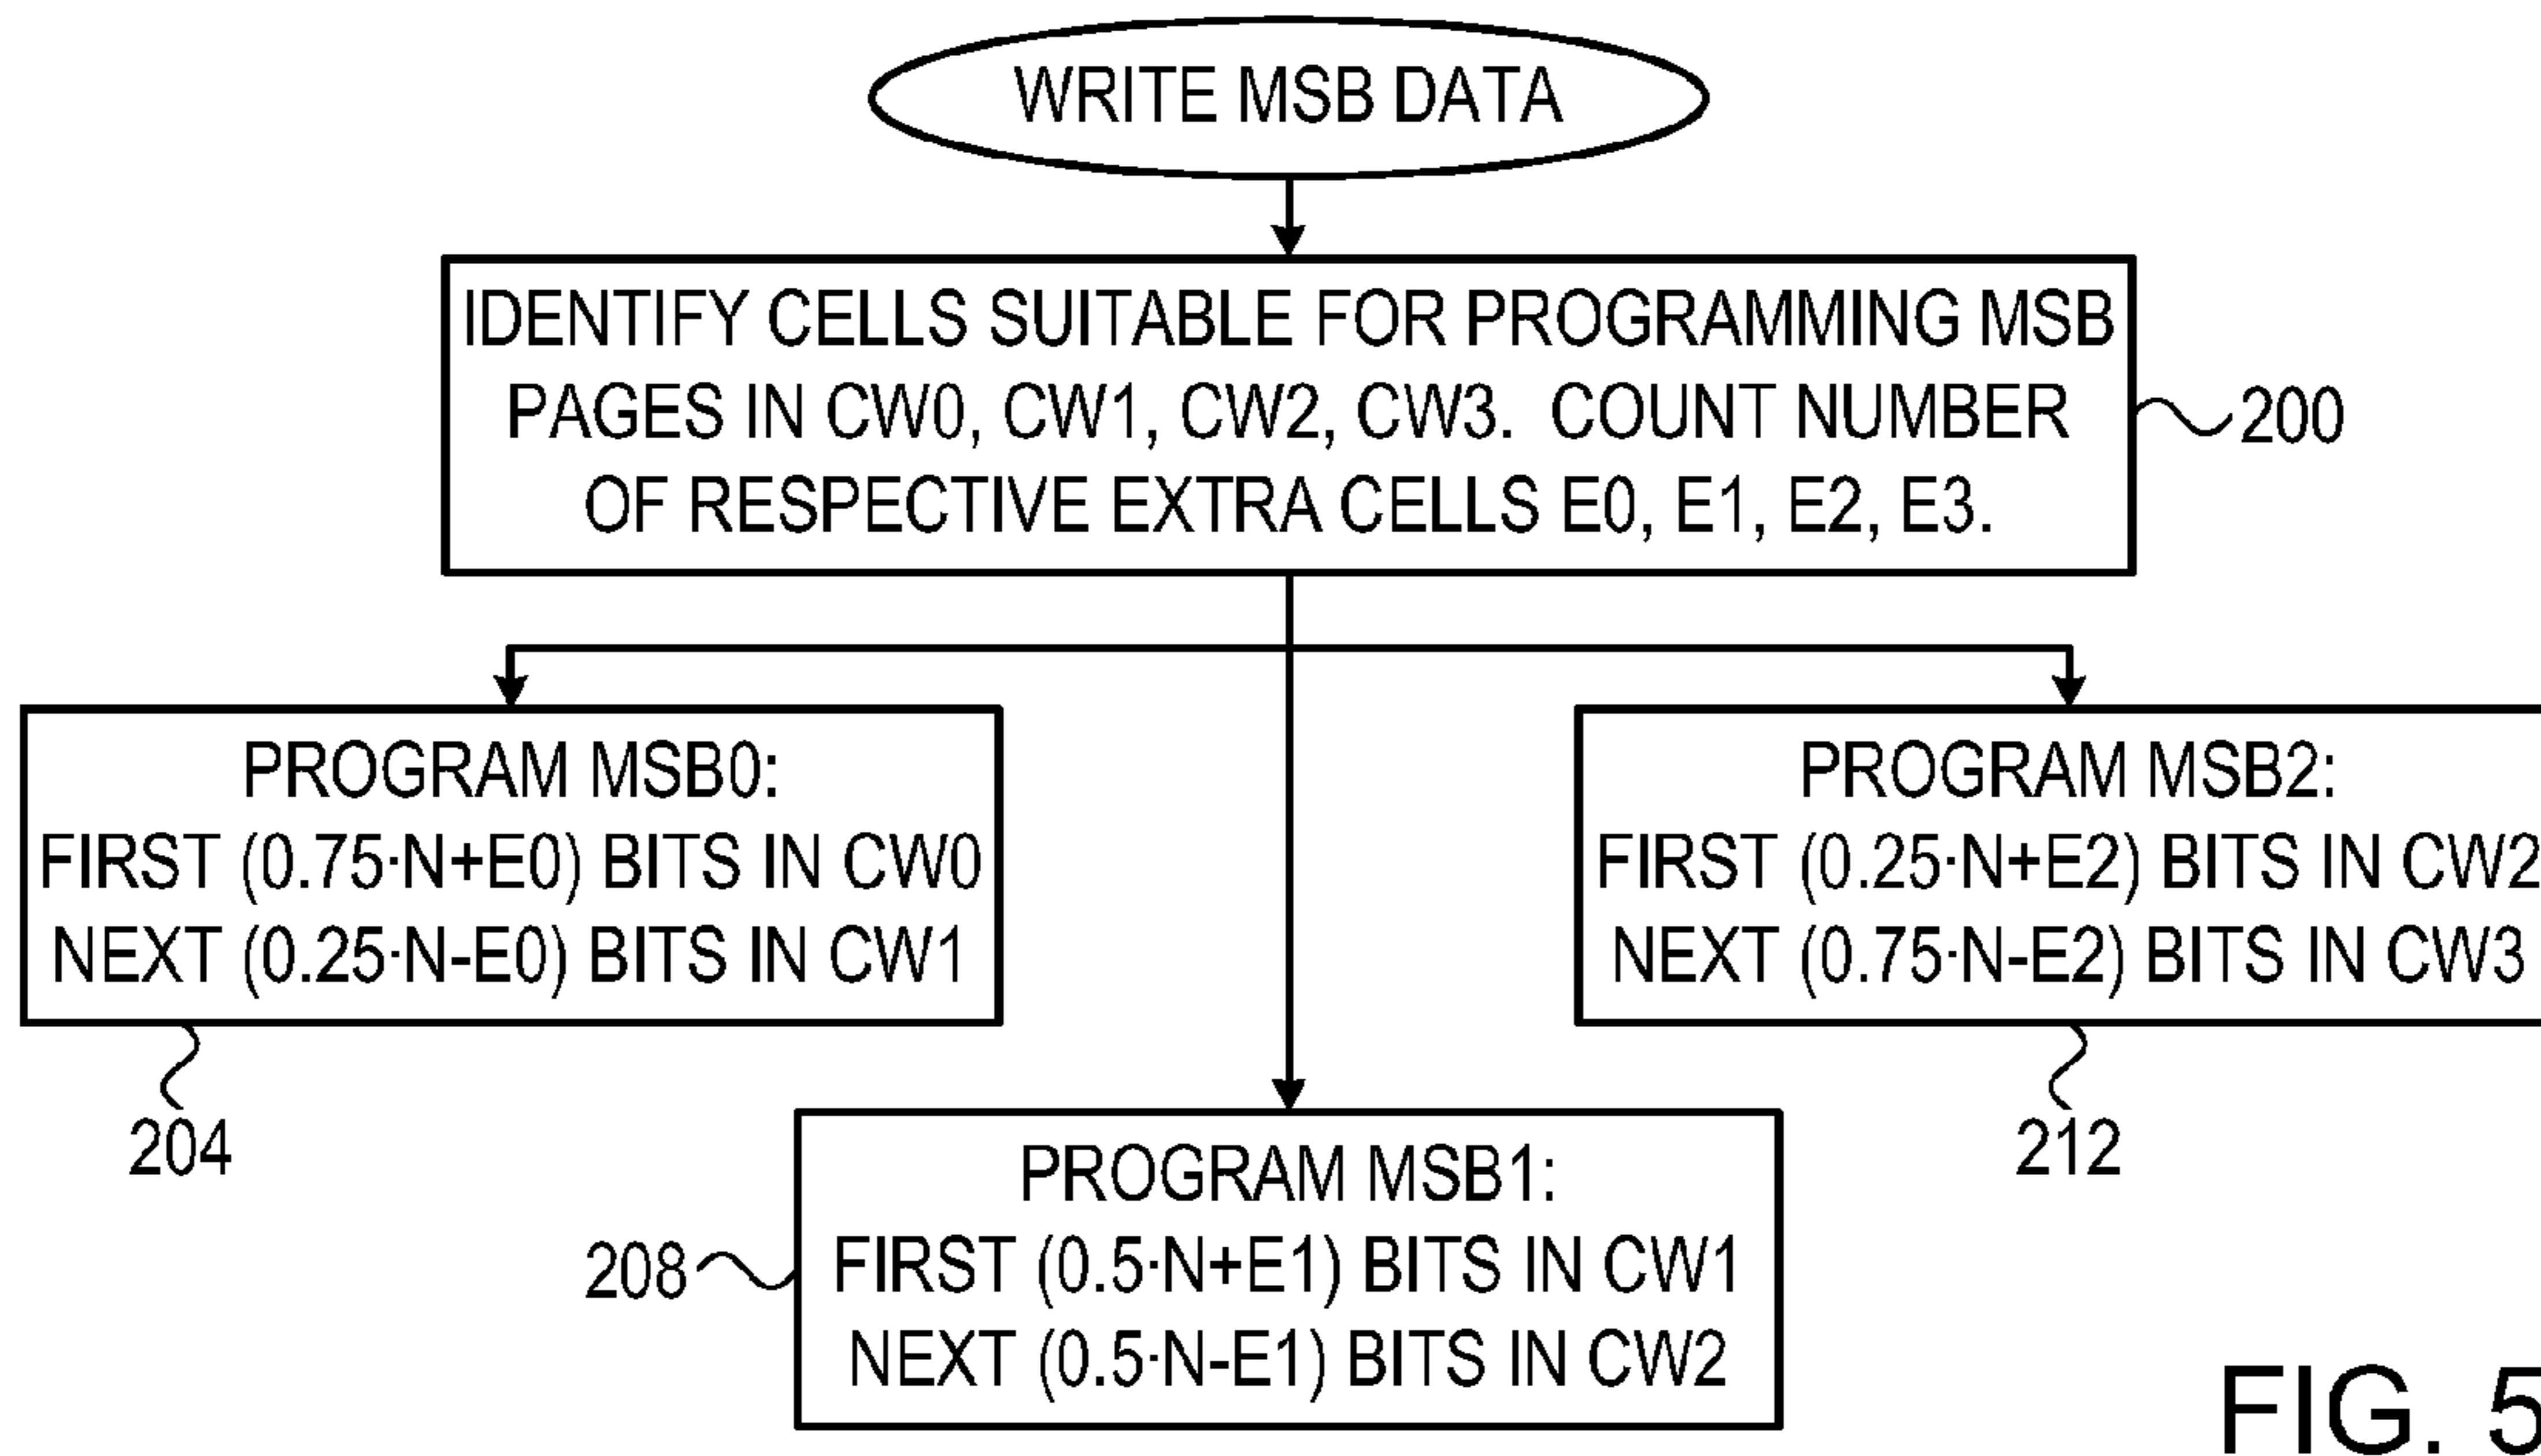 WRITE MSB DATA
IDENTIFY CELLS SUITABLE FOR PROGRAMMING MSB
PAGES IN CW0, CW1, CW2, CW3. COUNT NUMBER
OF RESPECTIVE EXTRA CELLS E0, E1, E2, E3.
200
PROGRAM MSB0:
FIRST (0.75·N+E0) BITS IN CW0
NEXT (0.25·N-E0) BITS IN CW1
204
PROGRAM MSB2:
FIRST (0.25·N+E2) BITS IN CW2
NEXT (0.75·N-E2) BITS IN CW3
212
PROGRAM MSB1:
FIRST (0.5·N+E1) BITS IN CW1
NEXT (0.5·N-E1) BITS IN CW2
208
FIG. 5